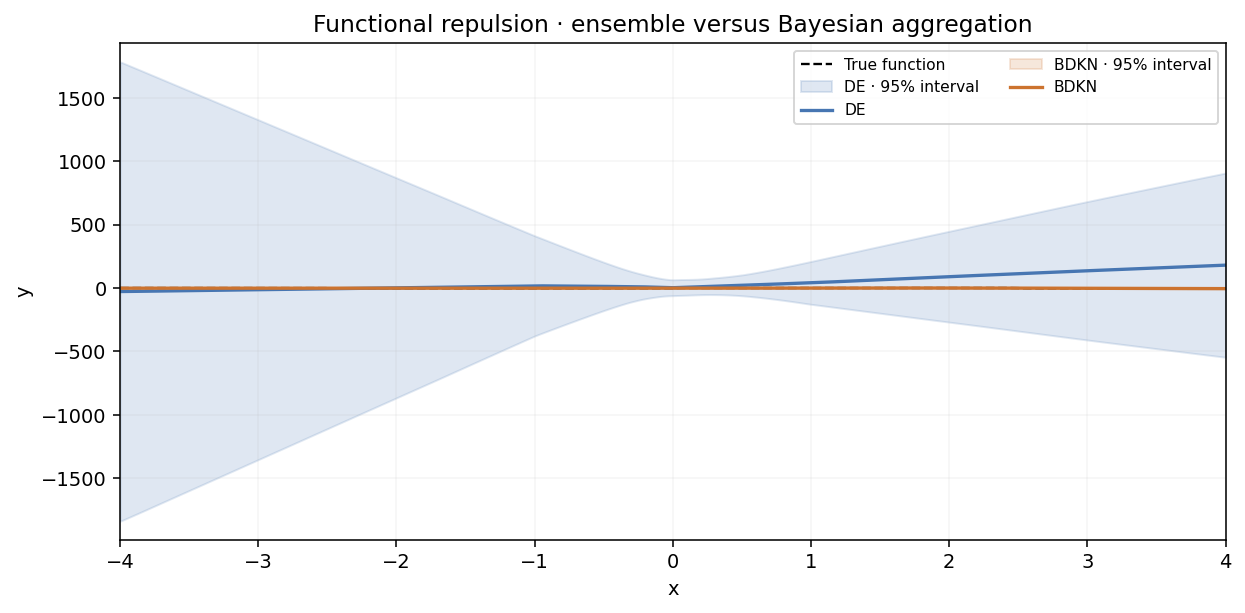 Functional repulsion · ensemble versus Bayesian aggregation
True function
DE · 95% interval
DE
BDKN · 95% interval
BDKN
y
1500
1000
500
0
−500
−1000
−1500
−4
−3
−2
−1
0
1
2
3
4
x